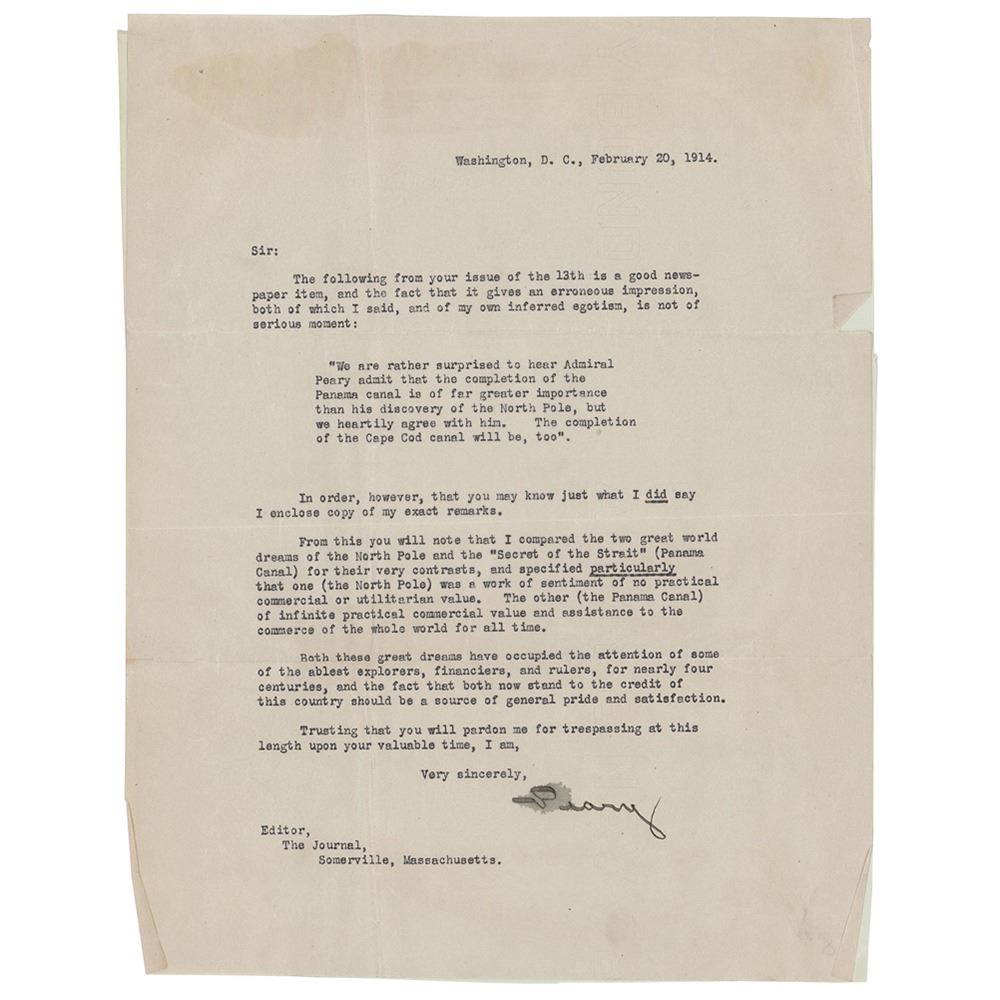 Washington, D. C., February 20, 1914.
Sir:
The following from your issue of the 13th is a good news-
paper item, and the fact that it gives an erroneous impression,
both of which I said, and of my own inferred egotism, is not of
serious moment:
"We are rather surprised to hear Admiral
Peary admit that the completion of the
Panama canal is of far greater importance
than his discovery of the North Pole, but
we heartily agree with him. The completion
of the Cape Cod canal will be, too".
In order, however, that you may know just what I did say
I enclose copy of my exact remarks.
From this you will note that I compared the two great world
dreams of the North Pole and the "Secret of the Strait" (Panama
Canal) for their very contrasts, and specified particularly
that one (the North Pole) was a work of sentiment of no practical
commercial or utilitarian value. The other (the Panama Canal)
of infinite practical commercial value and assistance to the
commerce of the whole world for all time.
Both these great dreams have occupied the attention of some
of the ablest explorers, financiers, and rulers, for nearly four
centuries, and the fact that both now stand to the credit of
this country should be a source of general pride and satisfaction.
Trusting that you will pardon me for trespassing at this
length upon your valuable time, I am,
Very sincerely,
Peary
Editor,
The Journal,
Somerville, Massachusetts.